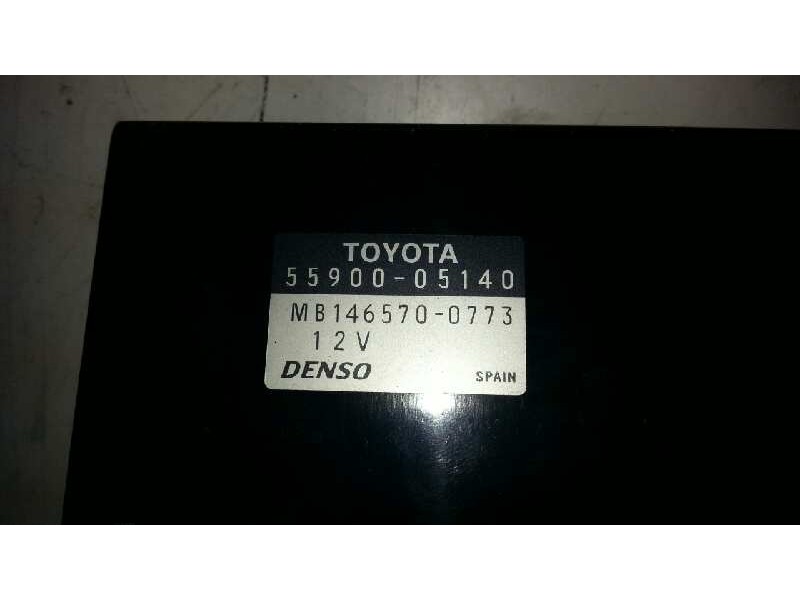 TOYOTA
55900-05140
MB146570-0773
12V
DENSO SPAIN